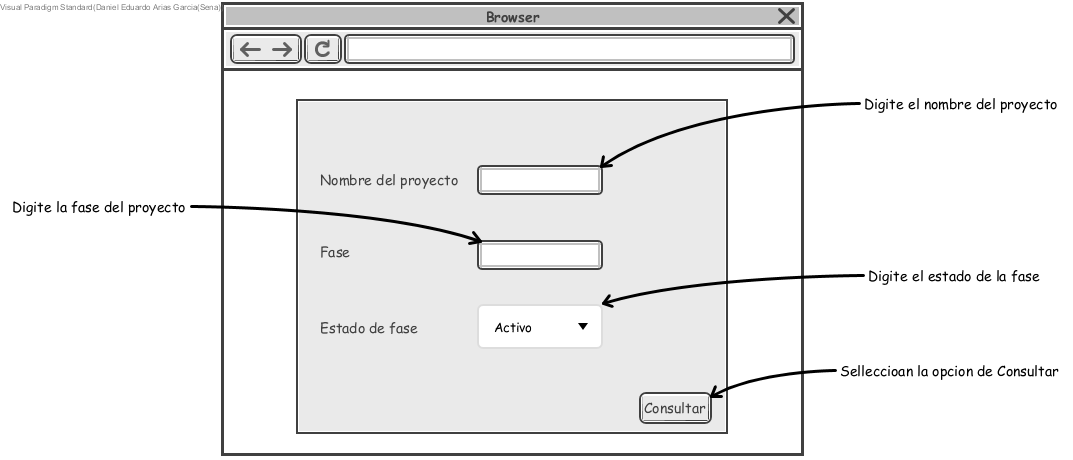 Visual Paradigm Standard(Daniel Eduardo Arias Garcia(Sena)
Browser
Digite el nombre del proyecto
Nombre del proyecto
Digite la fase del proyecto
Fase
Digite el estado de la fase
Estado de fase
Activo
Selleccioan la opcion de Consultar
Consultar